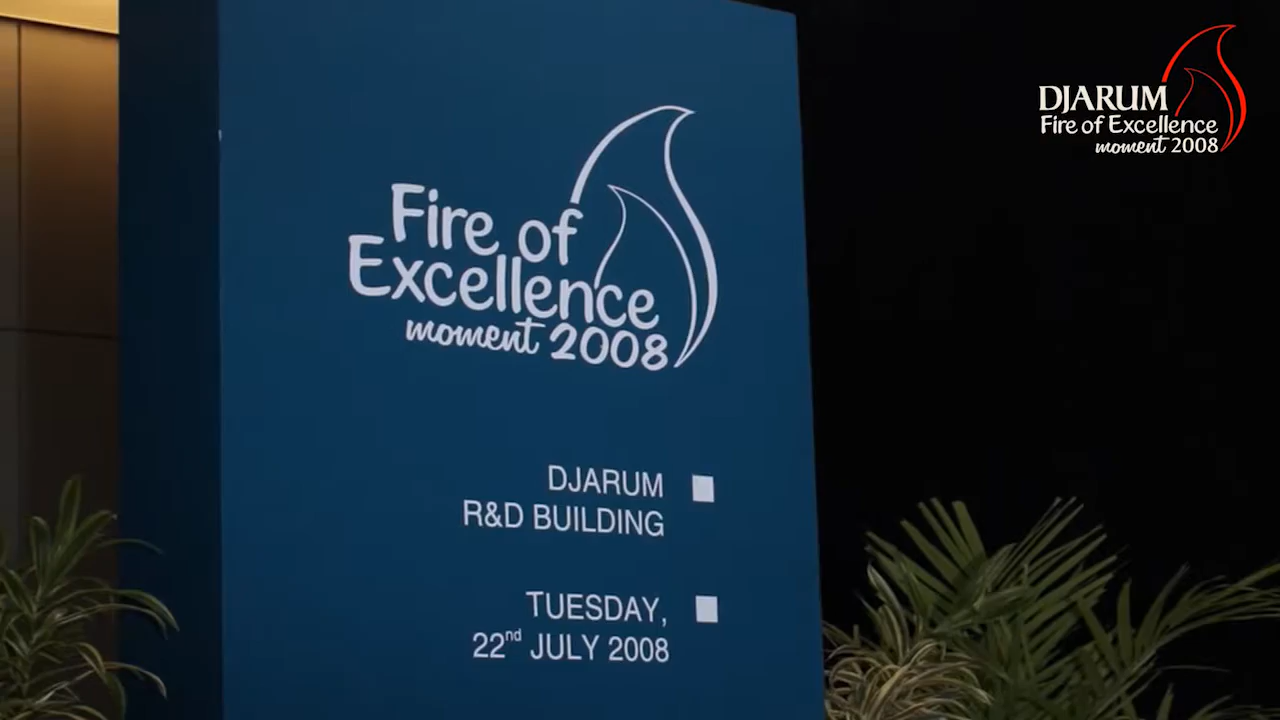 DJARUM
Fire of Excellence
moment 2008
Fire of
Excellence
moment 2008
DJARUM
R&D BUILDING
TUESDAY,
22nd JULY 2008